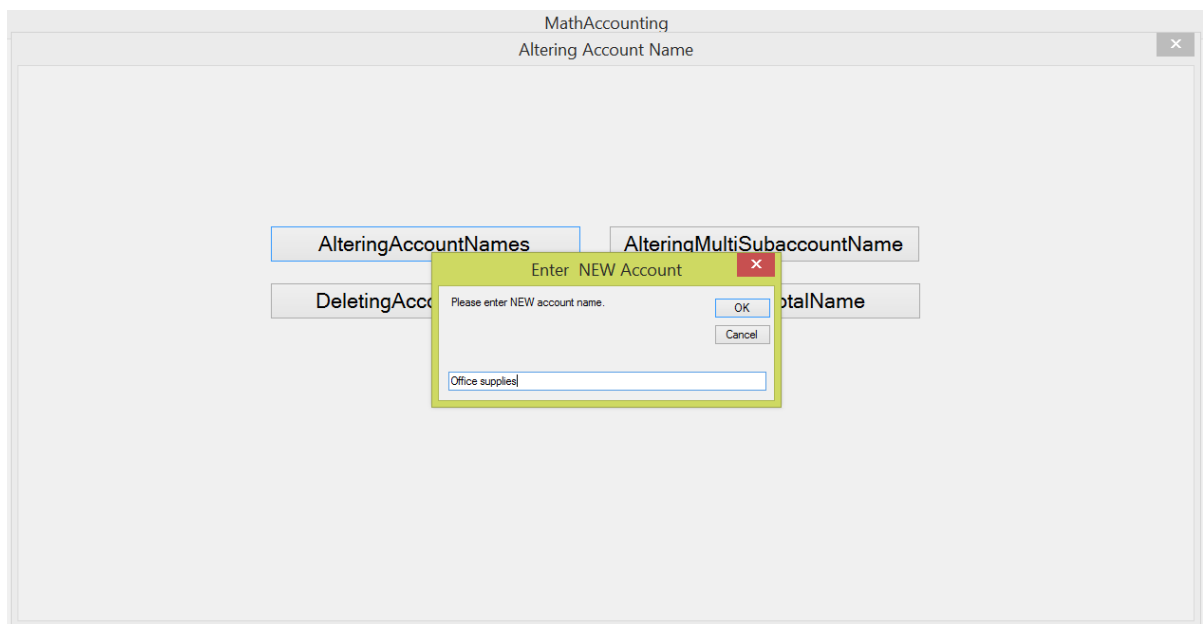 MathAccounting
Altering Account Name
AlteringAccountNames
AlteringMultiSubaccountName
Enter NEW Account
DeletingAcco
otalName
Please enter NEW account name.
OK
Cancel
Office supplies